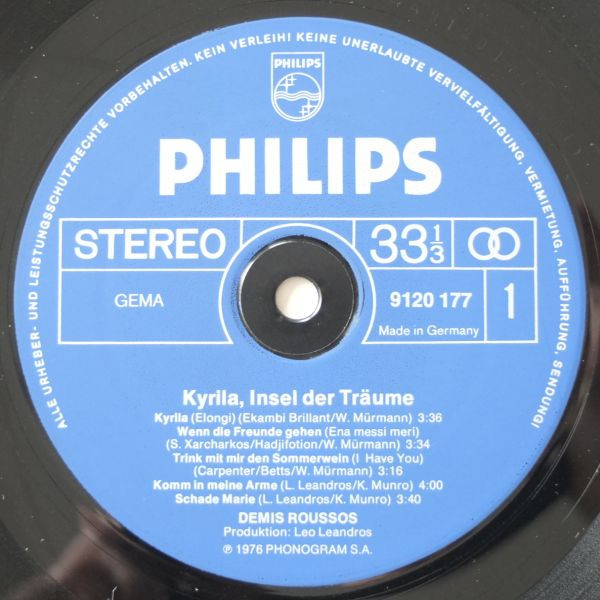 ALLE URHEBER- UND LEISTUNGSSCHUTZRECHTE VORBEHALTEN. KEIN VERLEIH! KEINE UNERLAUBTE VERVIELFÄLTIGUNG, VERMIETUNG, AUFFÜHRUNG, SENDUNG!
PHILIPS
PHILIPS
STEREO
33 1/3
GEMA
9120 177
1
Made in Germany
Kyrila, Insel der Träume
Kyrila (Elongi) (Ekambi Brillant/W. Mürmann) 3:36
Wenn die Freunde gehen (Ena messi meri)
(S. Xarcharkos/Hadjifotion/W. Mürmann) 3:34
Trink mit mir den Sommerwein (I Have You)
(Carpenter/Betts/W. Mürmann) 3:16
Komm in meine Arme (L. Leandros/K. Munro) 4:00
Schade Marie (L. Leandros/K. Munro) 3:40
DEMIS ROUSSOS
Produktion: Leo Leandros
℗ 1976 PHONOGRAM S.A.